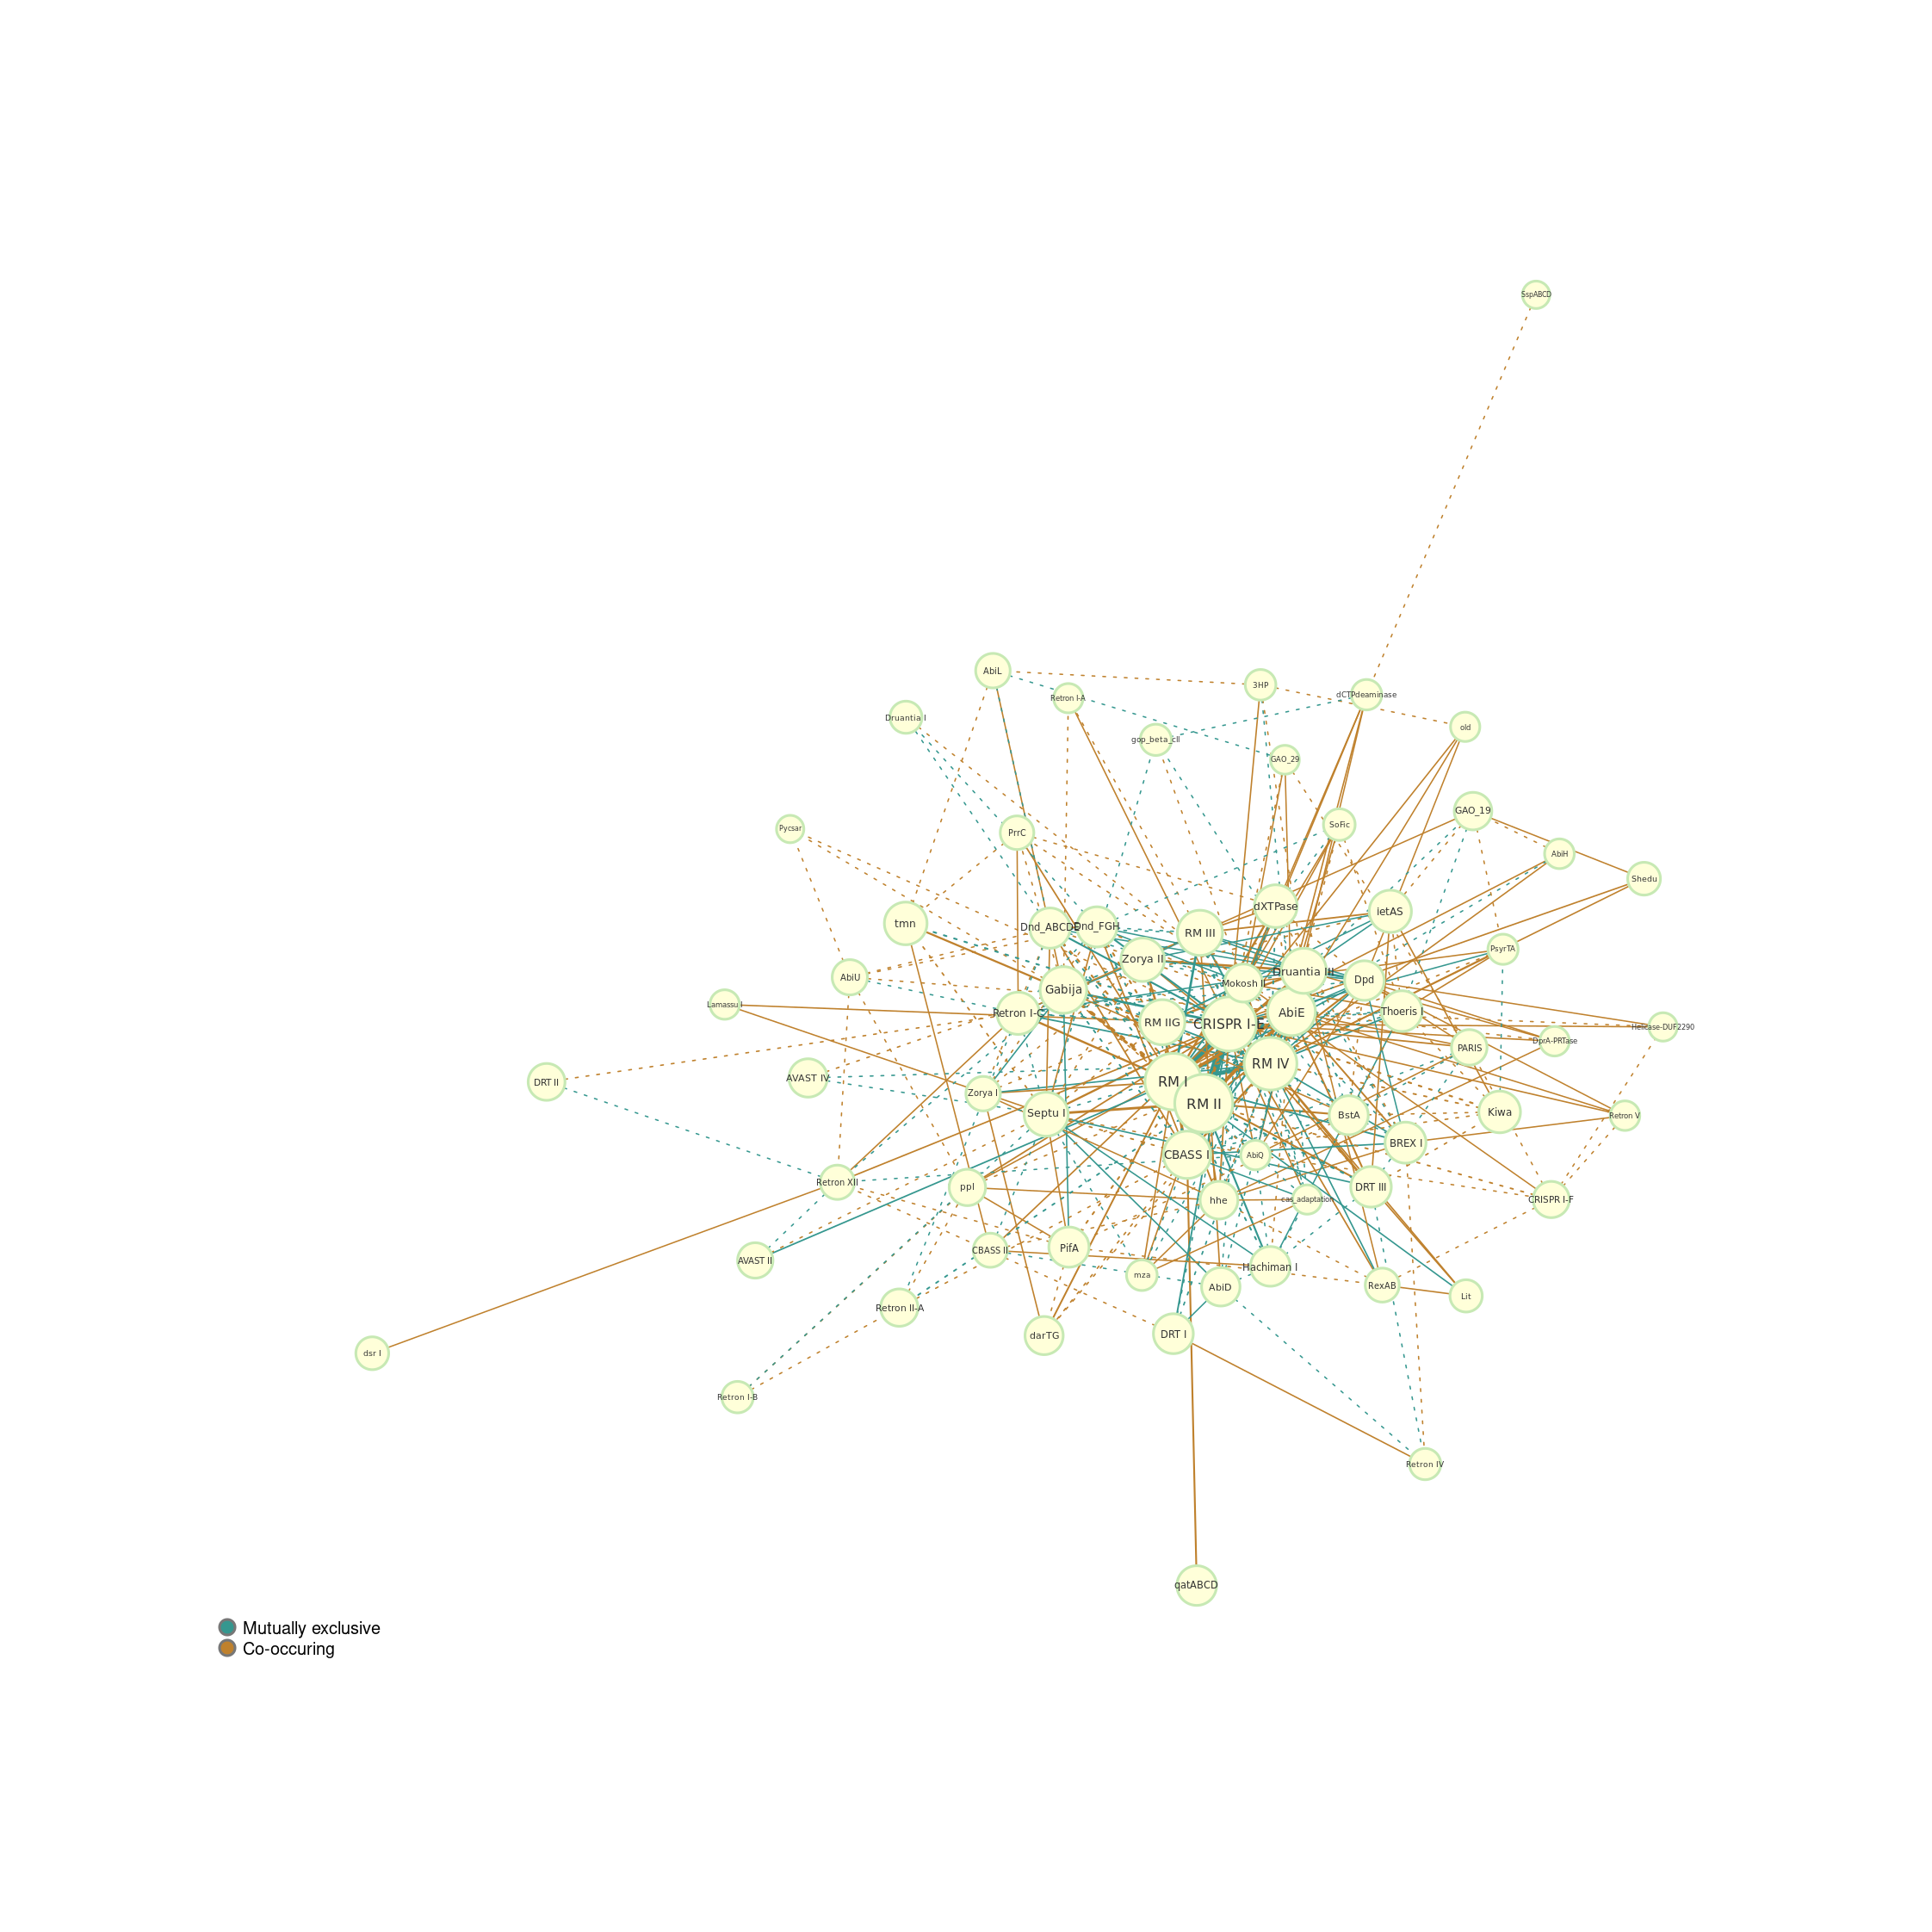 SspABCD
AbiL
3HP
dCTPdeaminase
Retron I-A
Druantia I
old
gop_beta_cll
GAO_29
GAO_19
SoFic
Pycsar
PrrC
AbiH
Shedu
dXTPase
ietAS
tmn
Dnd_ABCDE
Dnd_FGH
RM III
PsyrTA
Zorya II
Druantia III
AbiU
Dpd
Mokosh II
Gabija
Lamassu I
Retron I-C
Thoeris I
AbiE
RM IIG
CRISPR I-E
Helicase-DUF2290
DprA-PRTase
PARIS
RM IV
AVAST IV
DRT II
RM I
Zorya I
RM II
Septu I
BstA
Kiwa
Retron V
BREX I
CBASS I
AbiQ
Retron XII
ppl
DRT III
hhe
cas_adaptation
CRISPR I-F
PifA
CBASS II
AVAST II
Hachiman I
mza
AbiD
RexAB
Lit
Retron II-A
DRT I
darTG
dsr I
Retron I-B
Retron IV
qatABCD
Mutually exclusive
Co-occuring